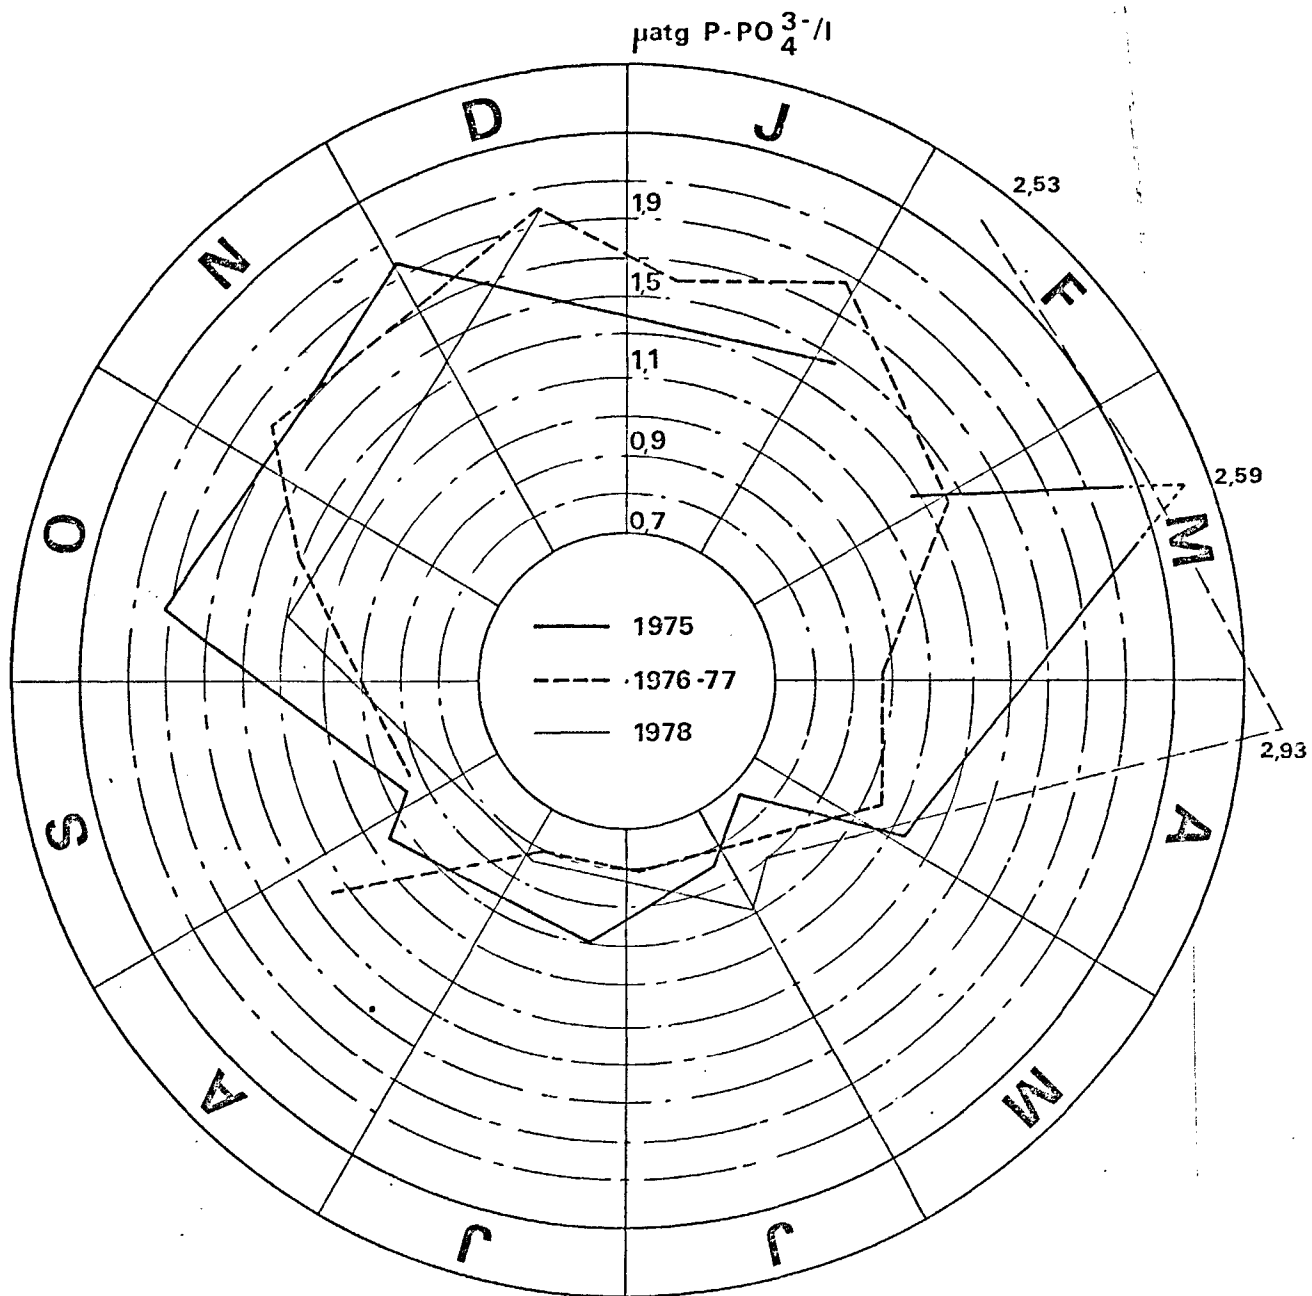 µatg P-PO₄³⁻/l
D
J
N
F
O
M
S
A
A
M
J
J
2,53
2,59
2,93
1,9
1,5
1,1
0,9
0,7
1975
1976-77
1978